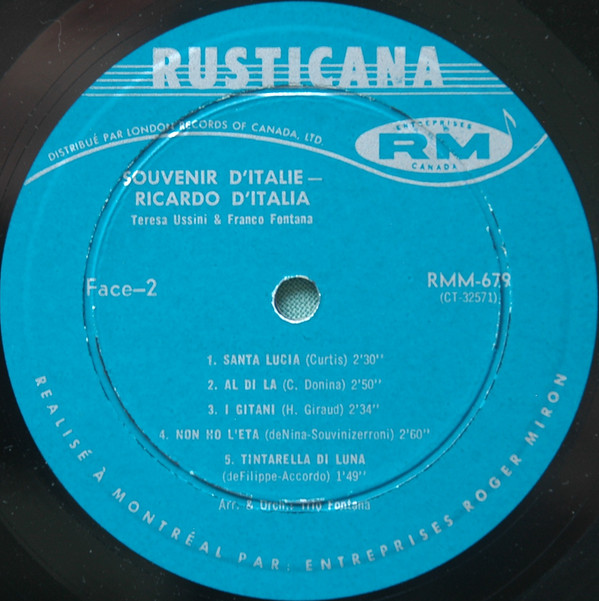 RUSTICANA
DISTRIBUÉ PAR LONDON RECORDS OF CANADA, LTD
ENTREPRISES
RM
CANADA
SOUVENIR D'ITALIE—
RICARDO D'ITALIA
Teresa Ussini & Franco Fontana
Face—2
RMM-679
(CT-32571)
1. SANTA LUCIA (Curtis) 2'30"
2. AL DI LA (C. Donina) 2'50"
3. I GITANI (H. Giraud) 2'34"
4. NON HO L'ETA (deNina-Souvinizerroni) 2'60"
5. TINTARELLA DI LUNA
(deFilippe-Accordo) 1'49"
Arr. & Orch. Trio Fontana
REALISÉ À MONTRÉAL PAR: ENTREPRISES ROGER MIRON